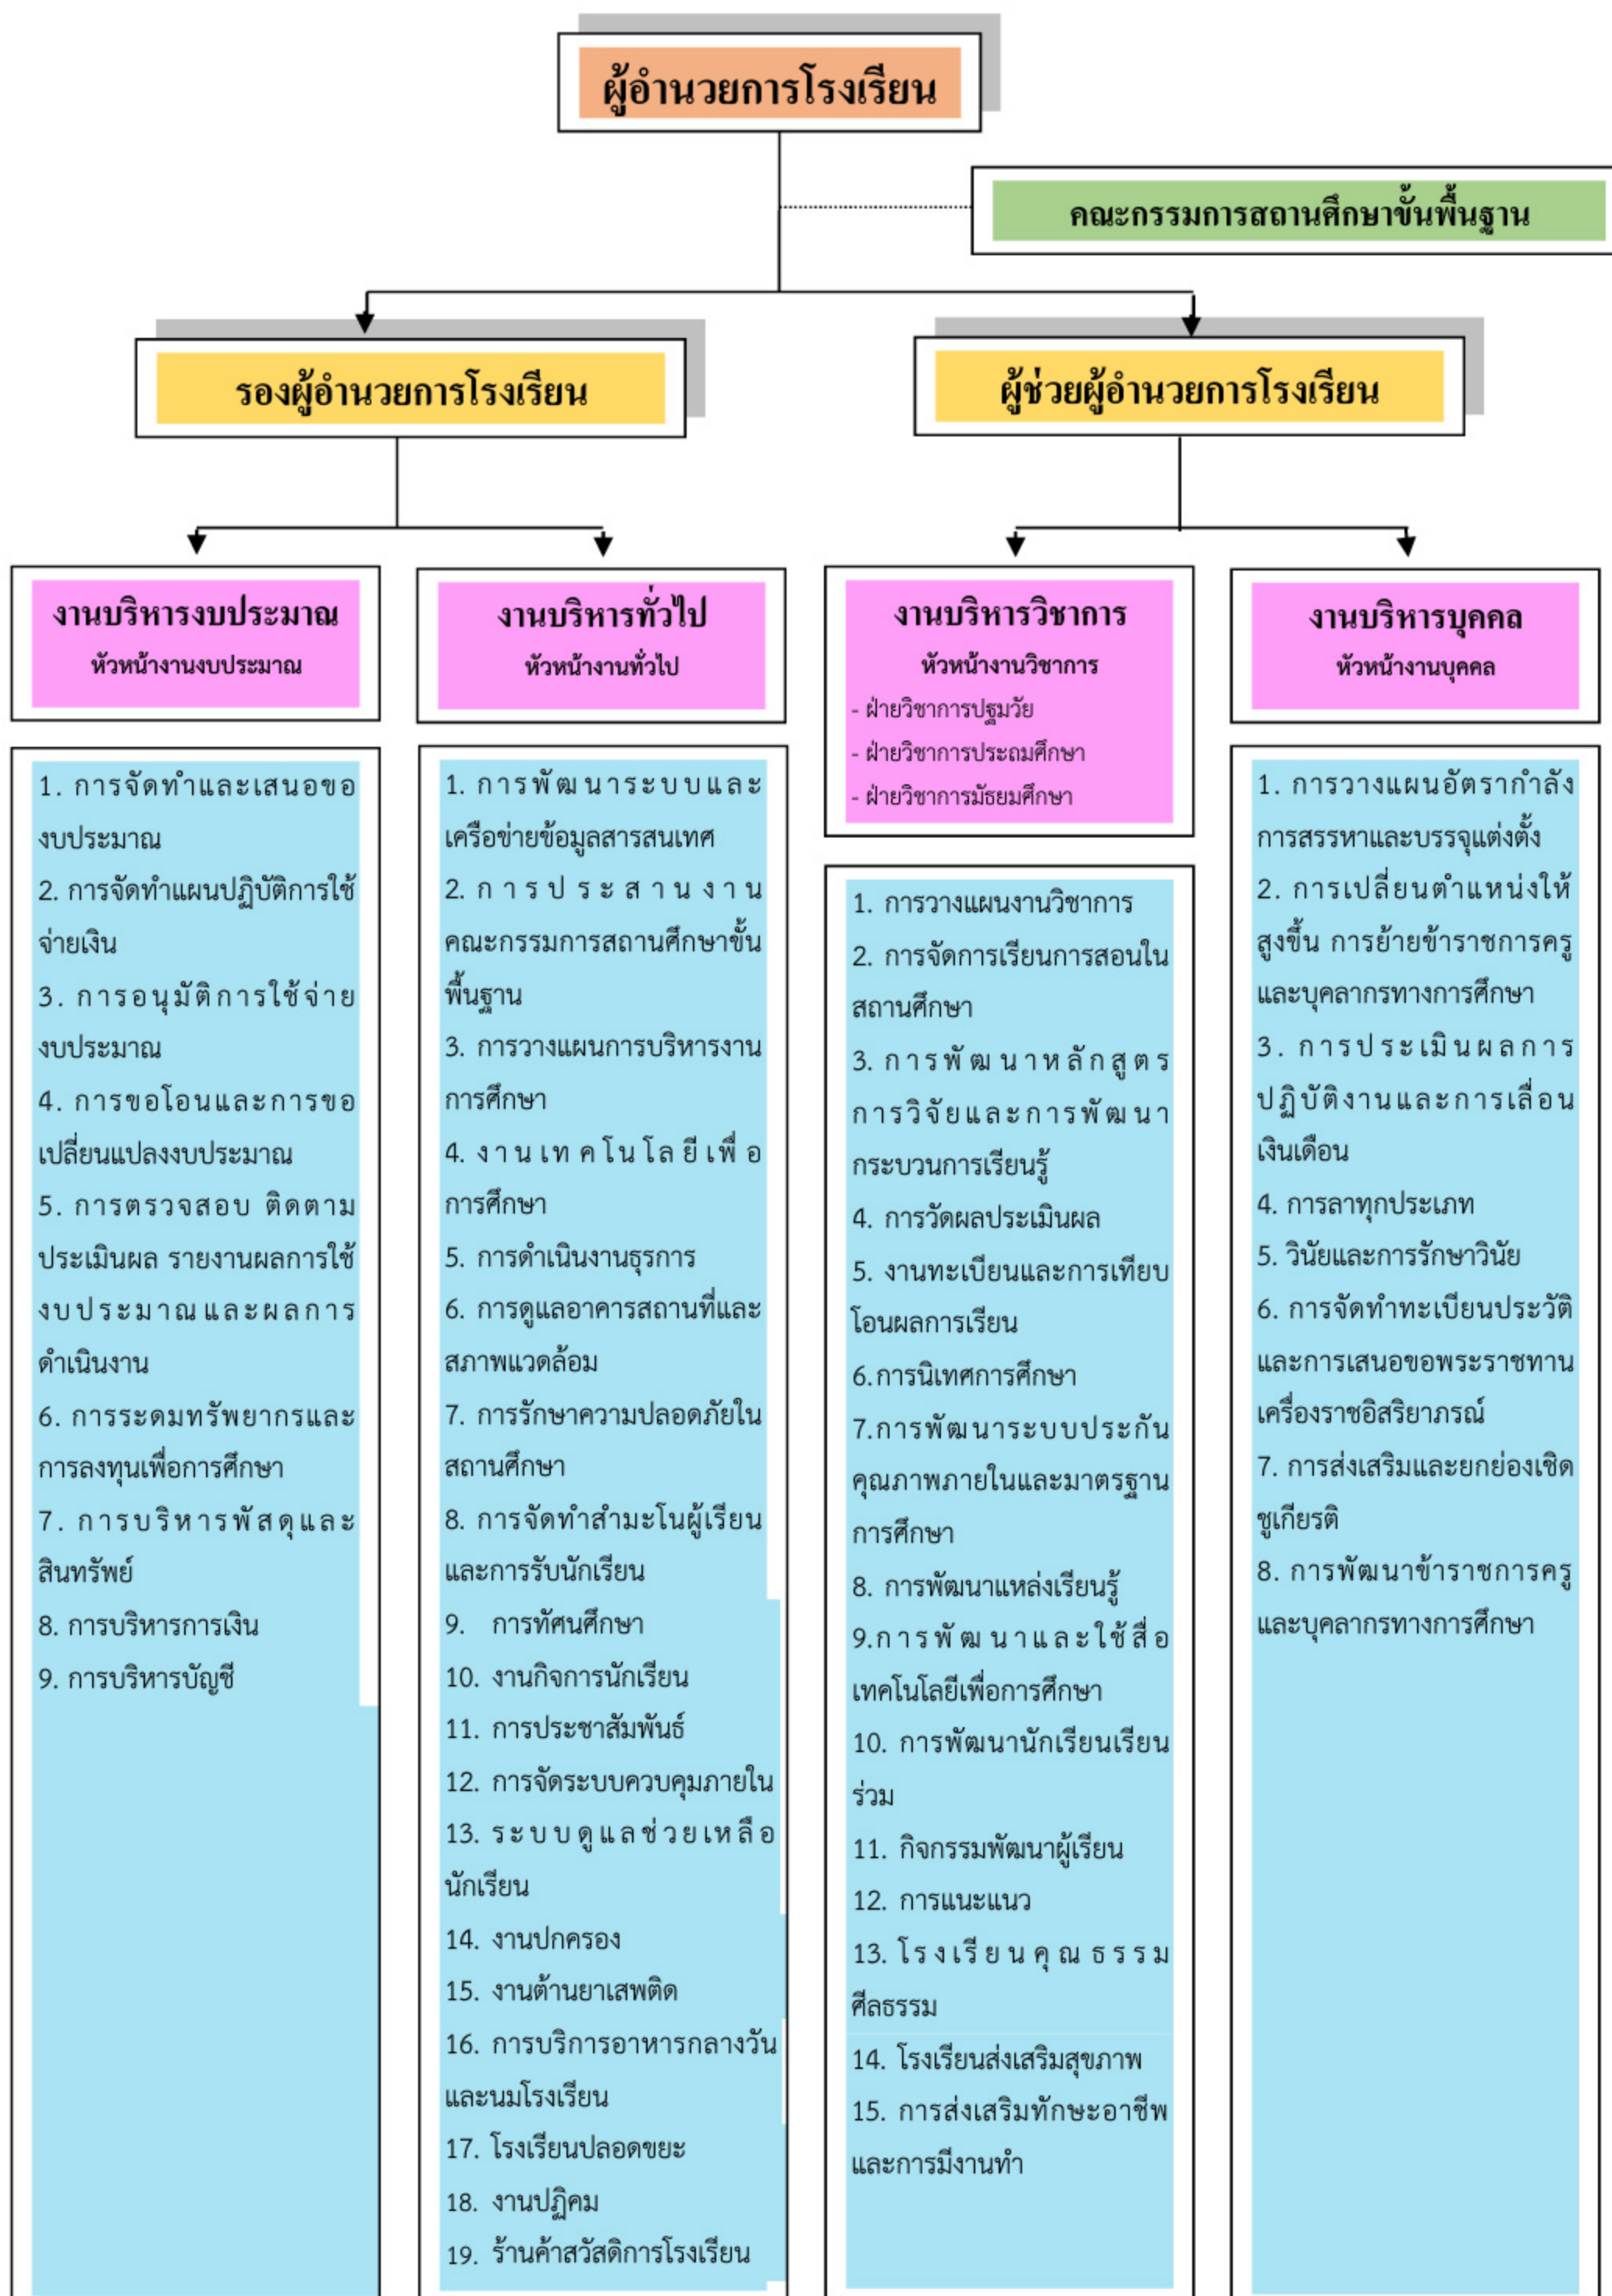 ผู้อำนวยการโรงเรียน
คณะกรรมการสถานศึกษาขั้นพื้นฐาน
รองผู้อำนวยการโรงเรียน
ผู้ช่วยผู้อำนวยการโรงเรียน
งานบริหารงบประมาณ
หัวหน้างานงบประมาณ
1. การจัดทำและเสนอขอ
งบประมาณ
2. การจัดทำแผนปฏิบัติการใช้
จ่ายเงิน
3. การอนุมัติการใช้จ่าย
งบประมาณ
4. การขอโอนและการขอ
เปลี่ยนแปลงงบประมาณ
5. การตรวจสอบ ติดตาม
ประเมินผล รายงานผลการใช้
งบประมาณและผลการ
ดำเนินงาน
6. การระดมทรัพยากรและ
การลงทุนเพื่อการศึกษา
7. การบริหารพัสดุและ
สินทรัพย์
8. การบริหารการเงิน
9. การบริหารบัญชี
งานบริหารทั่วไป
หัวหน้างานทั่วไป
1. การพัฒนาระบบและ
เครือข่ายข้อมูลสารสนเทศ
2. การประสานงาน
คณะกรรมการสถานศึกษาขั้น
พื้นฐาน
3. การวางแผนการบริหารงาน
การศึกษา
4. งานเทคโนโลยีเพื่อ
การศึกษา
5. การดำเนินงานธุรการ
6. การดูแลอาคารสถานที่และ
สภาพแวดล้อม
7. การรักษาความปลอดภัยใน
สถานศึกษา
8. การจัดทำสำมะโนผู้เรียน
และการรับนักเรียน
9. การทัศนศึกษา
10. งานกิจการนักเรียน
11. การประชาสัมพันธ์
12. การจัดระบบควบคุมภายใน
13. ระบบดูแลช่วยเหลือ
นักเรียน
14. งานปกครอง
15. งานต้านยาเสพติด
16. การบริการอาหารกลางวัน
และนมโรงเรียน
17. โรงเรียนปลอดขยะ
18. งานปฏิคม
19. ร้านค้าสวัสดิการโรงเรียน
งานบริหารวิชาการ
หัวหน้างานวิชาการ
- ฝ่ายวิชาการปฐมวัย
- ฝ่ายวิชาการประถมศึกษา
- ฝ่ายวิชาการมัธยมศึกษา
1. การวางแผนงานวิชาการ
2. การจัดการเรียนการสอนใน
สถานศึกษา
3. การพัฒนาหลักสูตร
การวิจัยและการพัฒนา
กระบวนการเรียนรู้
4. การวัดผลประเมินผล
5. งานทะเบียนและการเทียบ
โอนผลการเรียน
6.การนิเทศการศึกษา
7.การพัฒนาระบบประกัน
คุณภาพภายในและมาตรฐาน
การศึกษา
8. การพัฒนาแหล่งเรียนรู้
9.การพัฒนาและใช้สื่อ
เทคโนโลยีเพื่อการศึกษา
10. การพัฒนานักเรียนเรียน
ร่วม
11. กิจกรรมพัฒนาผู้เรียน
12. การแนะแนว
13. โรงเรียนคุณธรรม
ศีลธรรม
14. โรงเรียนส่งเสริมสุขภาพ
15. การส่งเสริมทักษะอาชีพ
และการมีงานทำ
งานบริหารบุคคล
หัวหน้างานบุคคล
1. การวางแผนอัตรากำลัง
การสรรหาและบรรจุแต่งตั้ง
2. การเปลี่ยนตำแหน่งให้
สูงขึ้น การย้ายข้าราชการครู
และบุคลากรทางการศึกษา
3. การประเมินผลการ
ปฏิบัติงานและการเลื่อน
เงินเดือน
4. การลาทุกประเภท
5. วินัยและการรักษาวินัย
6. การจัดทำทะเบียนประวัติ
และการเสนอขอพระราชทาน
เครื่องราชอิสริยาภรณ์
7. การส่งเสริมและยกย่องเชิด
ชูเกียรติ
8. การพัฒนาข้าราชการครู
และบุคลากรทางการศึกษา